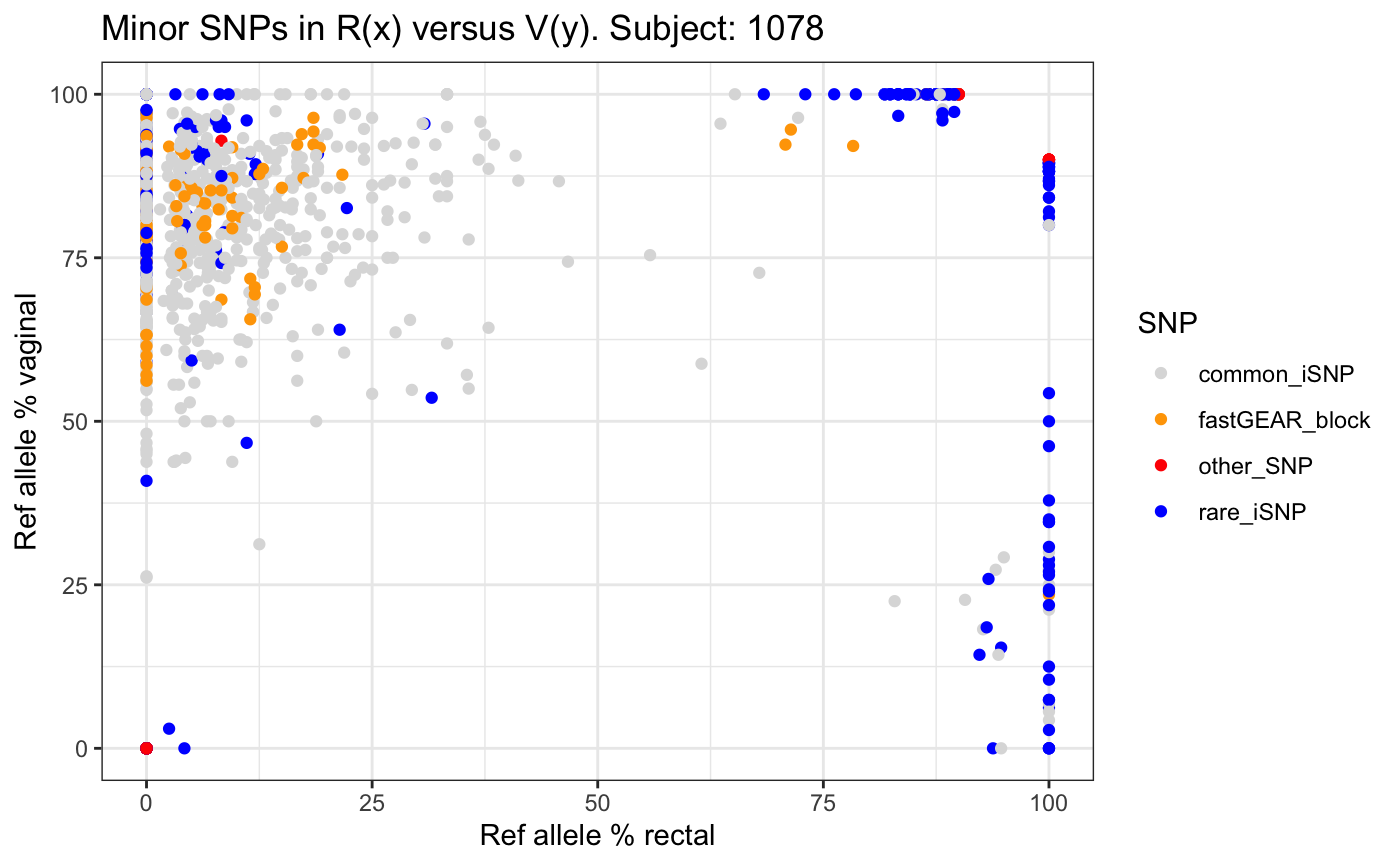 Minor SNPs in R(x) versus V(y). Subject: 1078
Ref allele % vaginal
100
75
50
25
0
0 25 50 75 100
Ref allele % rectal
SNP
common_iSNP
fastGEAR_block
other_SNP
rare_iSNP